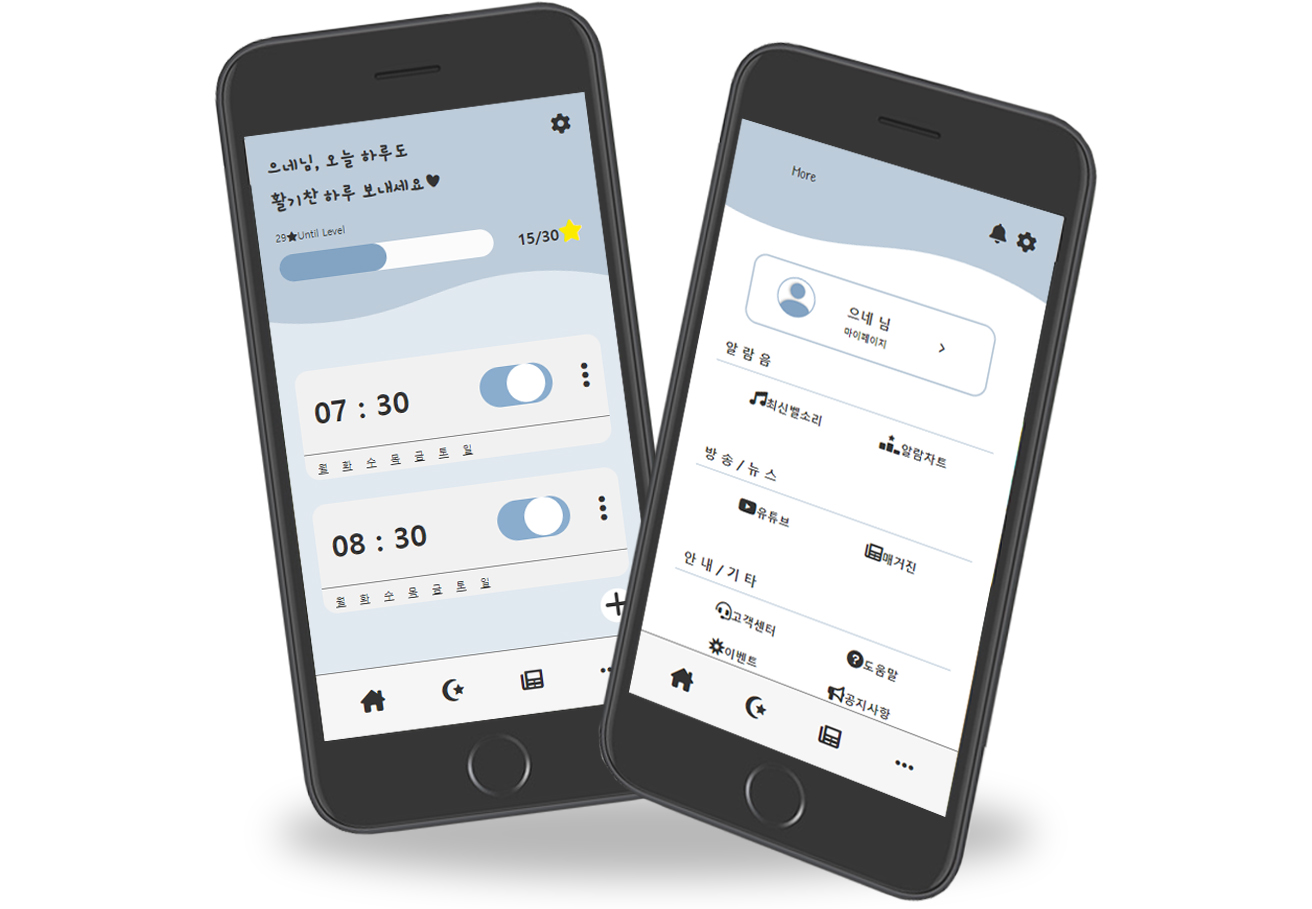 으네님, 오늘 하루도
활기찬 하루 보내세요♥
29★Until Level
15/30★
07 : 30
월 화 수 목 금 토 일
08 : 30
월 화 수 목 금 토 일
More
으네 님
마이페이지
알 람 음
최신벨소리
알람차트
방 송 / 뉴 스
유튜브
매거진
안 내 / 기 타
고객센터
도움말
이벤트
공지사항